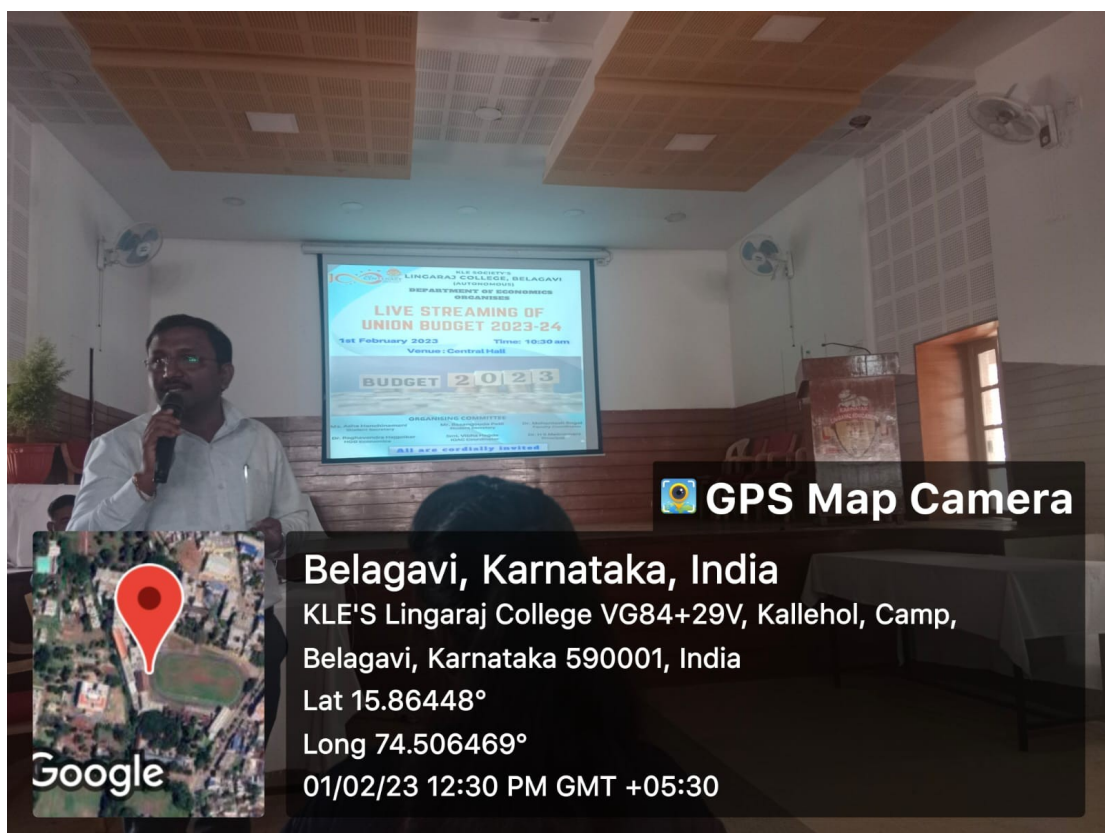 KLE SOCIETY'S
LINGARAJ COLLEGE, BELAGAVI
(AUTONOMOUS)
DEPARTMENT OF ECONOMICS
ORGANISES
LIVE STREAMING OF
UNION BUDGET 2023-24
1st February 2023 Time: 10:30 am
Venue : Central Hall
BUDGET 2023
ORGANISING COMMITTEE
All are cordially invited
GPS Map Camera
Belagavi, Karnataka, India
KLE'S Lingaraj College VG84+29V, Kallehol, Camp,
Belagavi, Karnataka 590001, India
Lat 15.86448°
Long 74.506469°
01/02/23 12:30 PM GMT +05:30
Google